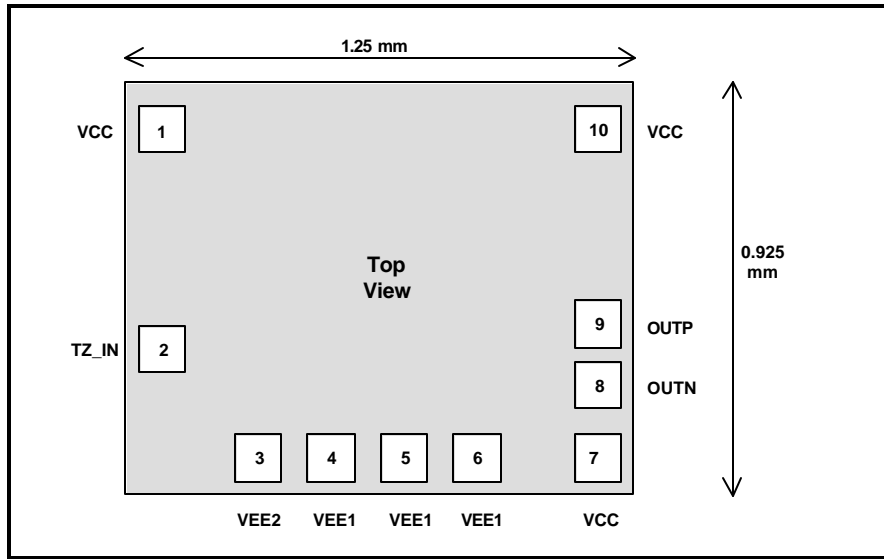 1.25 mm
VCC 1 10 VCC
0.925
mm
Top
View
9 OUTP
TZ_IN 2
8 OUTN
3 4 5 6 7
VEE2 VEE1 VEE1 VEE1 VCC